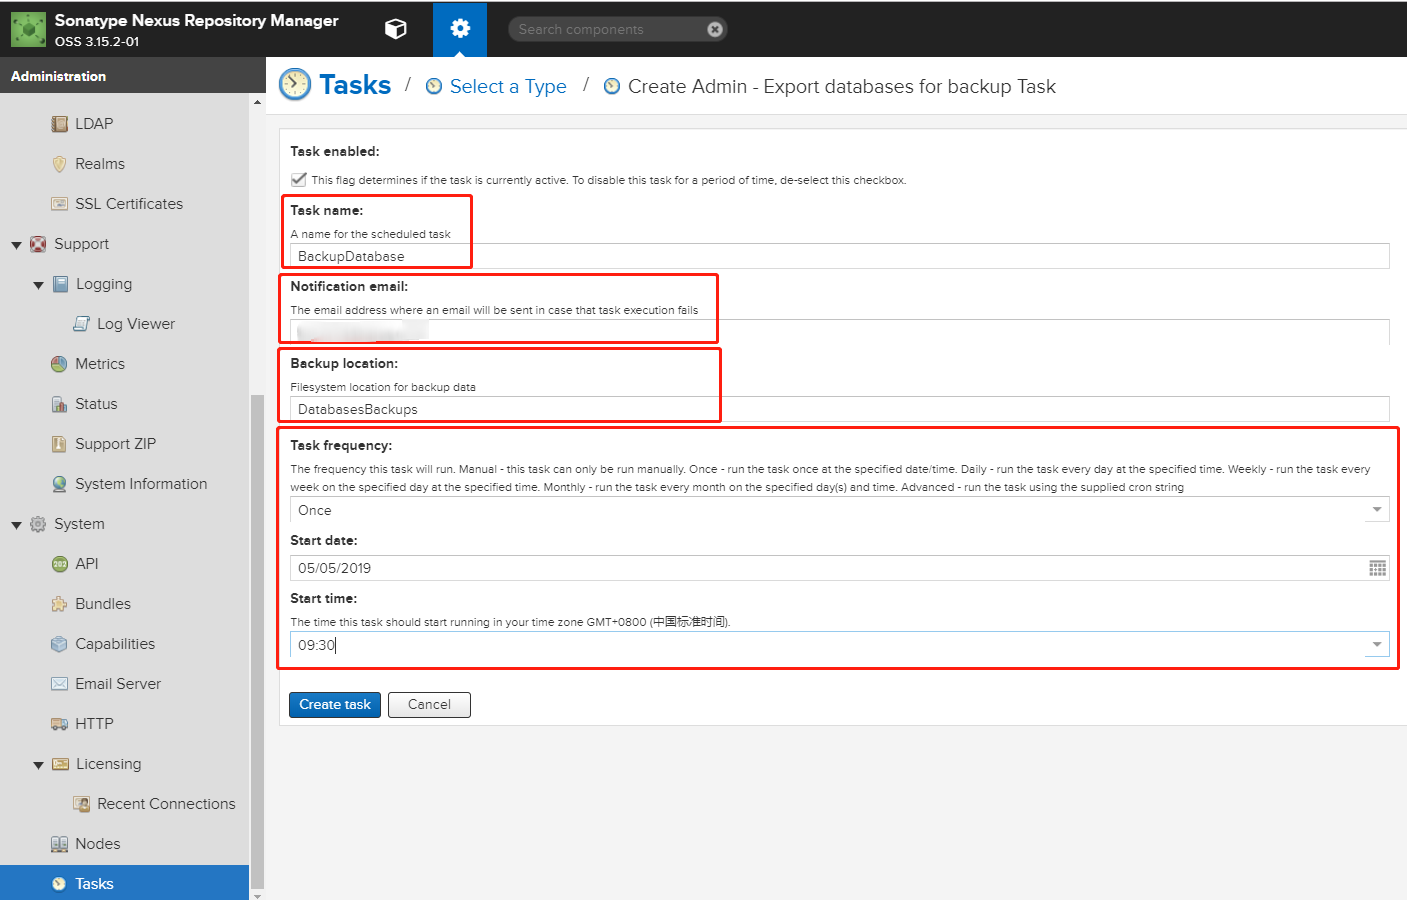 Sonatype Nexus Repository Manager
OSS 3.15.2-01
Search components
Administration
LDAP
Realms
SSL Certificates
Support
Logging
Log Viewer
Metrics
Status
Support ZIP
System Information
System
API
Bundles
Capabilities
Email Server
HTTP
Licensing
Recent Connections
Nodes
Tasks
Tasks / Select a Type / Create Admin - Export databases for backup Task
Task enabled:
This flag determines if the task is currently active. To disable this task for a period of time, de-select this checkbox.
Task name:
A name for the scheduled task
BackupDatabase
Notification email:
The email address where an email will be sent in case that task execution fails
Backup location:
Filesystem location for backup data
DatabasesBackups
Task frequency:
The frequency this task will run. Manual - this task can only be run manually. Once - run the task once at the specified date/time. Daily - run the task every day at the specified time. Weekly - run the task every
week on the specified day at the specified time. Monthly - run the task every month on the specified day(s) and time. Advanced - run the task using the supplied cron string
Once
Start date:
05/05/2019
Start time:
The time this task should start running in your time zone GMT+0800 (中国标准时间).
09:30
Create task
Cancel